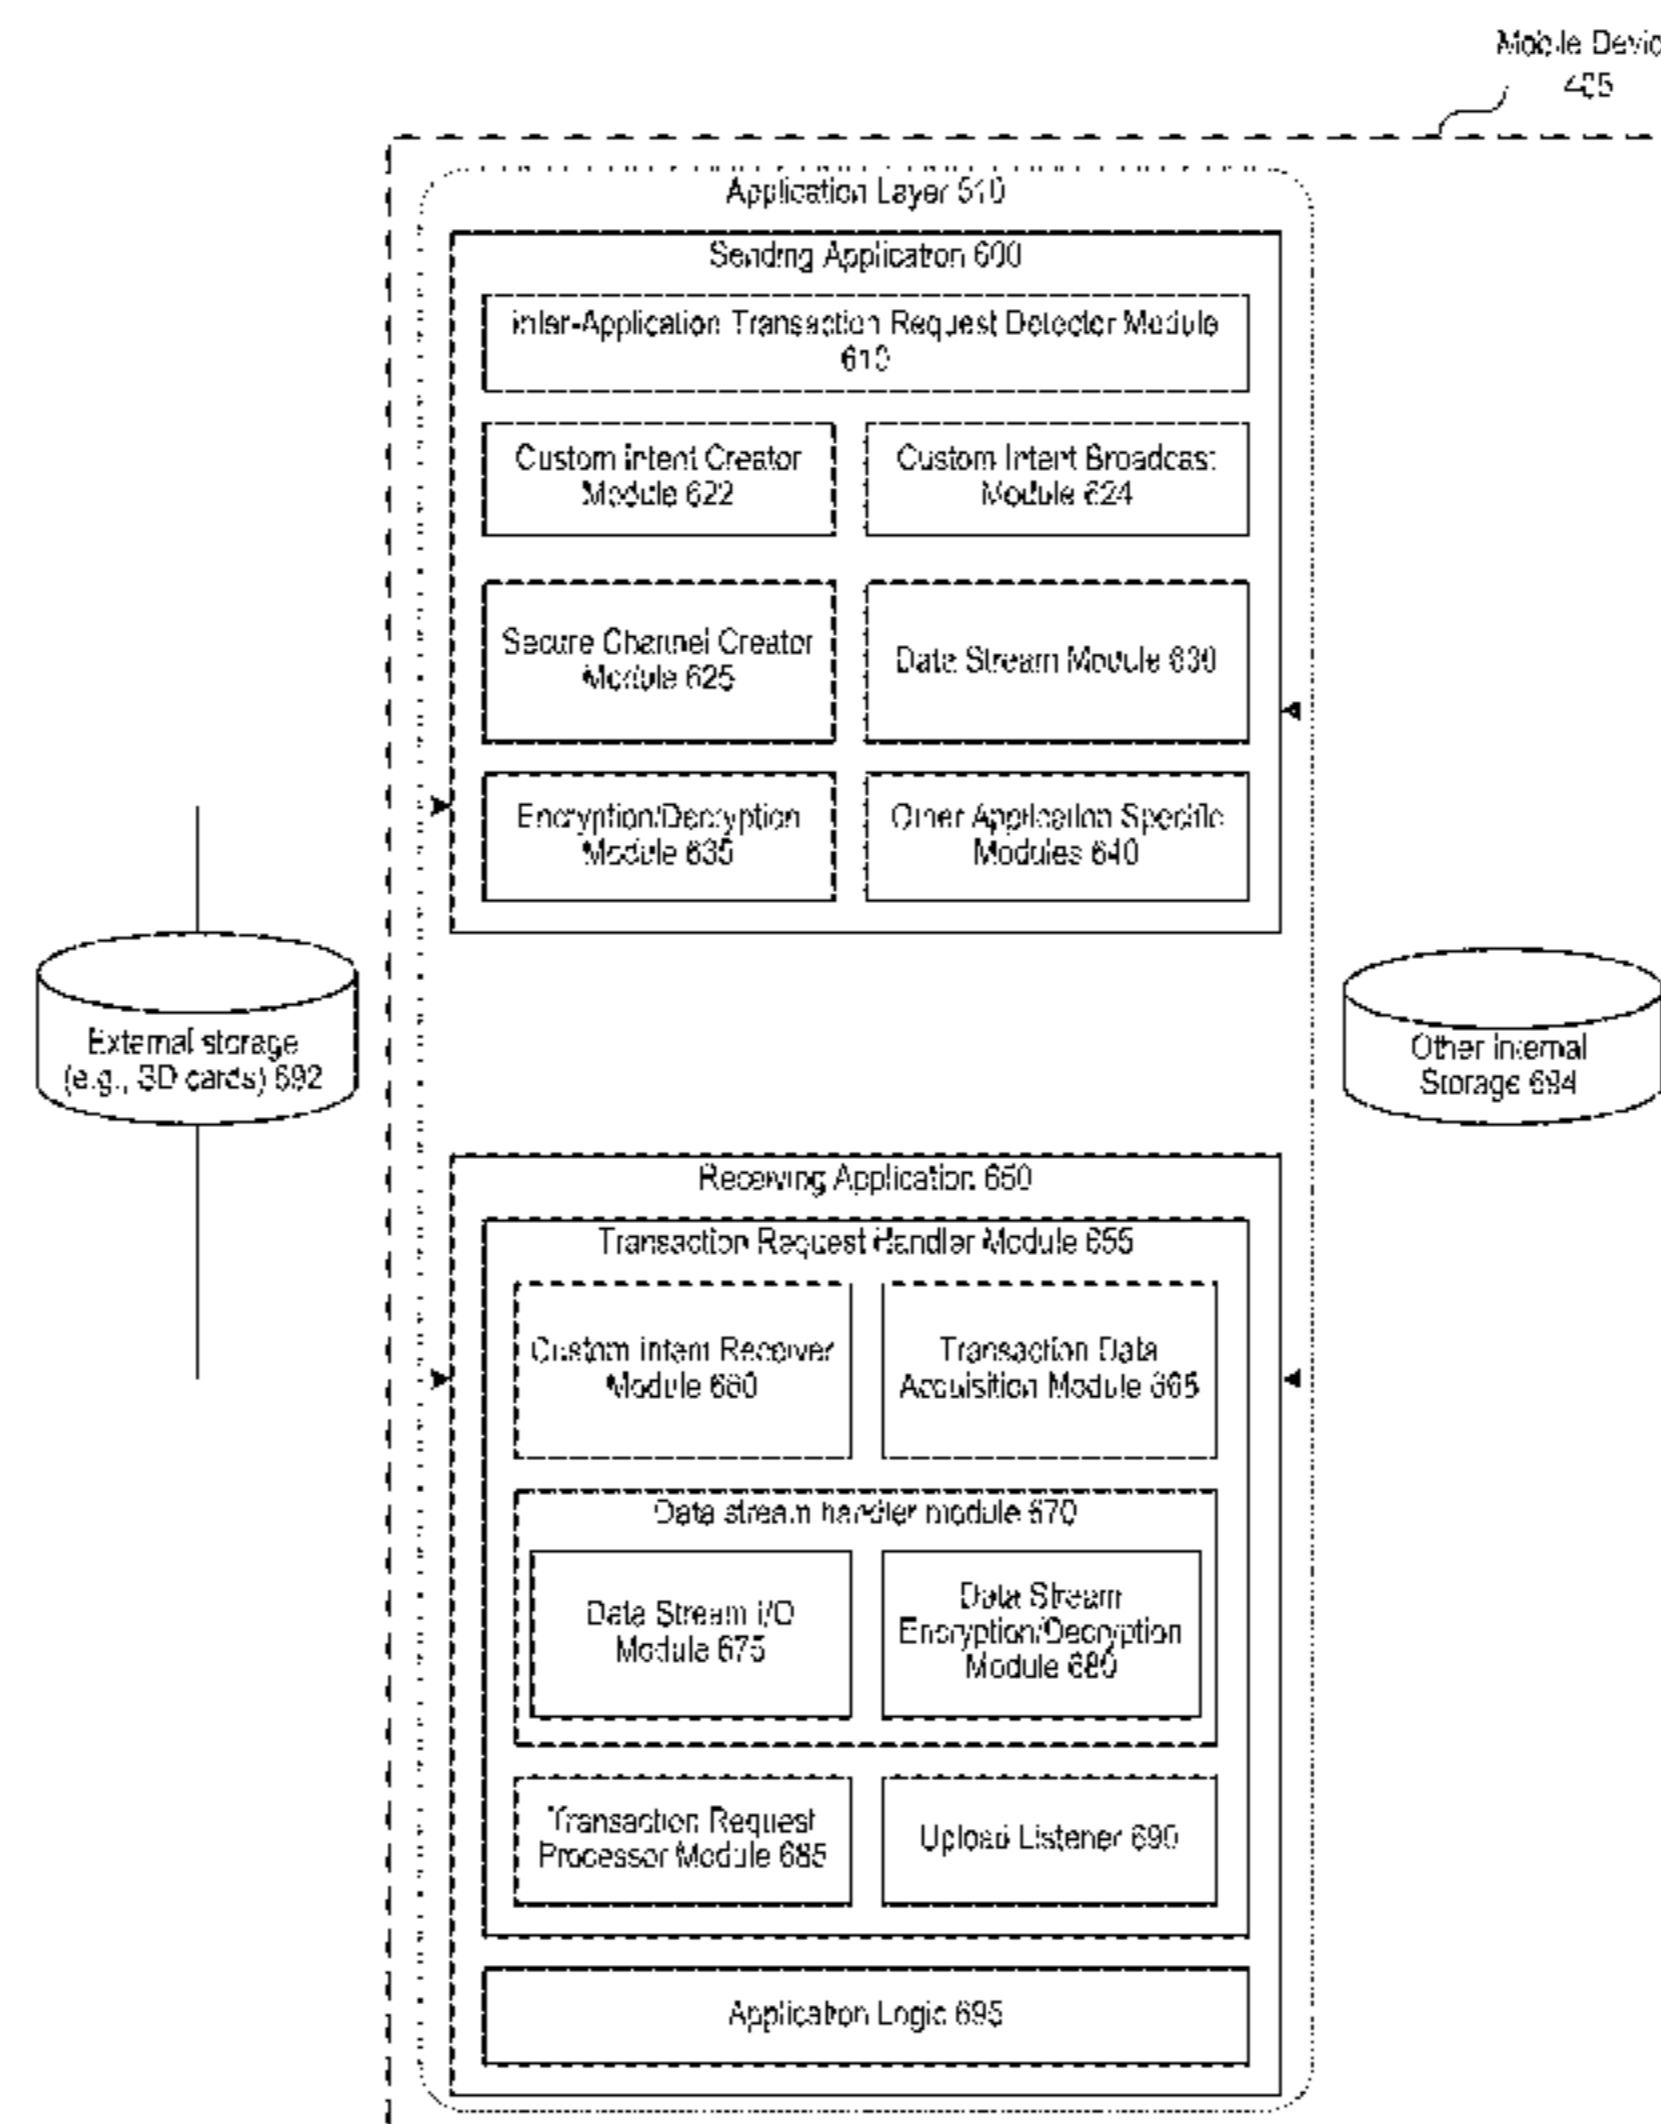 Mobile Devic
405
Application Layer 510
Sending Application 600
Inter-Application Transaction Request Detector Module
610
Custom Intent Creator
Module 622
Custom Intent Broadcast
Module 624
Secure Channel Creator
Module 625
Data Stream Module 630
Encryption/Decryption
Module 635
Other Application Specific
Modules 640
External storage
(e.g., SD cards) 692
Other internal
Storage 694
Receiving Application 650
Transaction Request Handler Module 655
Custom Intent Receiver
Module 660
Transaction Data
Acquisition Module 665
Data stream handler module 670
Data Stream I/O
Module 675
Data Stream
Encryption/Decryption
Module 680
Transaction Request
Processor Module 685
Upload Listener 690
Application Logic 695